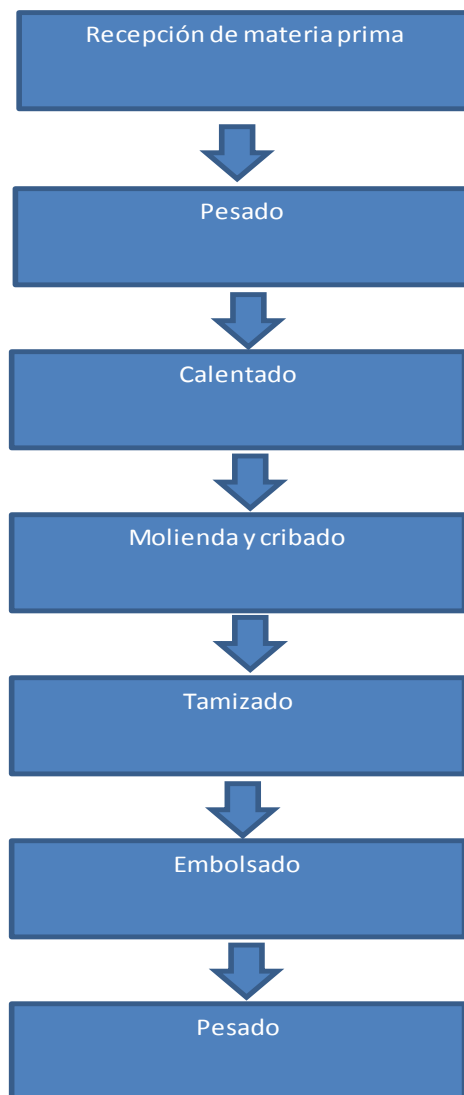 Recepción de materia prima
Pesado
Calentado
Molienda y cribado
Tamizado
Embolsado
Pesado